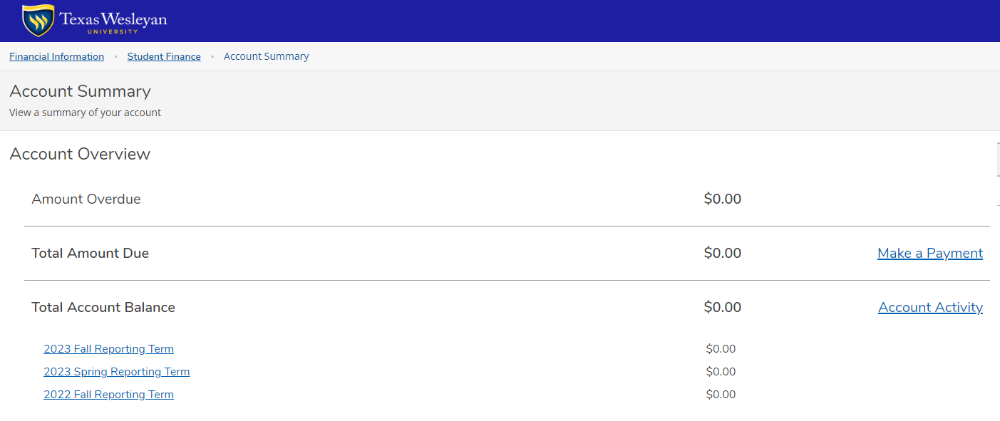 Texas Wesleyan
UNIVERSITY
Financial Information • Student Finance • Account Summary
Account Summary
View a summary of your account
Account Overview
Amount Overdue $0.00
Total Amount Due $0.00 Make a Payment
Total Account Balance $0.00 Account Activity
2023 Fall Reporting Term $0.00
2023 Spring Reporting Term $0.00
2022 Fall Reporting Term $0.00